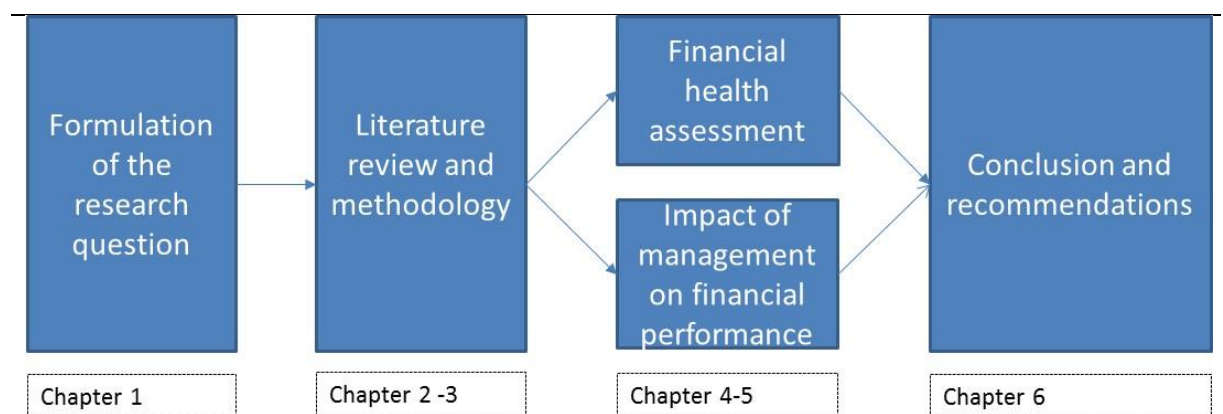 Formulation
of the
research
question
Literature
review and
methodology
Financial
health
assessment
Impact of
management
on financial
performance
Conclusion and
recommendations
Chapter 1
Chapter 2 -3
Chapter 4-5
Chapter 6